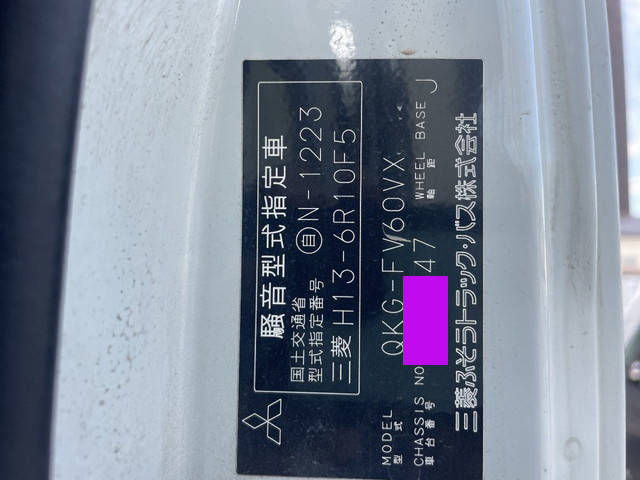 騒音型式指定車
国土交通省
型式指定番号 自N-1223
三菱 H13-6R10F5
MODEL QKG-FV60VX
型式
CHASSIS NO 47 WHEEL BASE J
車台番号 軸距
三菱ふそうトラック・バス株式会社